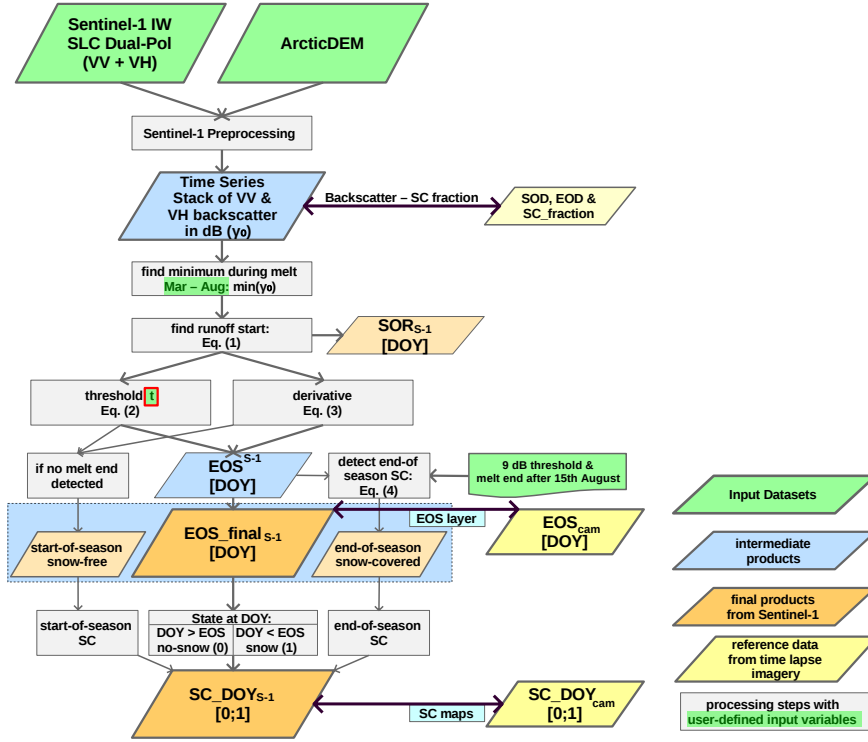 Sentinel-1 IW
SLC Dual-Pol
(VV + VH)
ArcticDEM
Sentinel-1 Preprocessing
Time Series
Stack of VV &
VH backscatter
in dB (γ₀)
Backscatter – SC fraction
SOD, EOD &
SC_fraction
find minimum during melt
Mar – Aug: min(γ₀)
find runoff start:
Eq. (1)
SOR S-1
[DOY]
threshold t
Eq. (2)
derivative
Eq. (3)
if no melt end
detected
EOS S-1
[DOY]
detect end-of
season SC:
Eq. (4)
9 dB threshold &
melt end after 15th August
start-of-season
snow-free
EOS_final S-1
[DOY]
end-of-season
snow-covered
EOS layer
EOS cam
[DOY]
start-of-season
SC
State at DOY:
DOY > EOS
no-snow (0)
DOY < EOS
snow (1)
end-of-season
SC
SC_DOY S-1
[0;1]
SC maps
SC_DOY cam
[0;1]
Input Datasets
intermediate
products
final products
from Sentinel-1
reference data
from time lapse
imagery
processing steps with
user-defined input variables